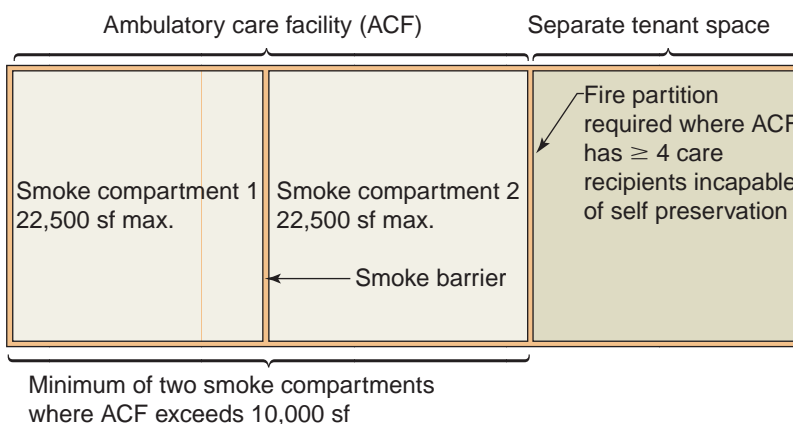 Ambulatory care facility (ACF)
Separate tenant space
Fire partition
required where ACF
has ≥ 4 care
recipients incapable
of self preservation
Smoke compartment 1
22,500 sf max.
Smoke compartment 2
22,500 sf max.
Smoke barrier
Minimum of two smoke compartments
where ACF exceeds 10,000 sf